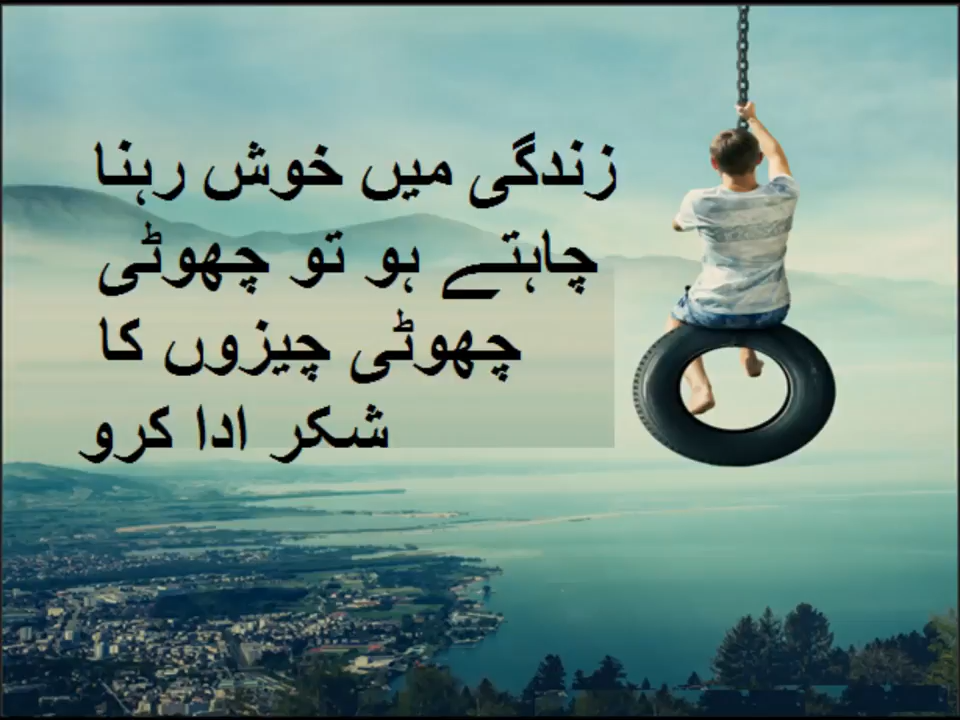 زندگی میں خوش رہنا
چاہتے ہو تو چھوٹی
چھوٹی چیزوں کا
شکر ادا کرو